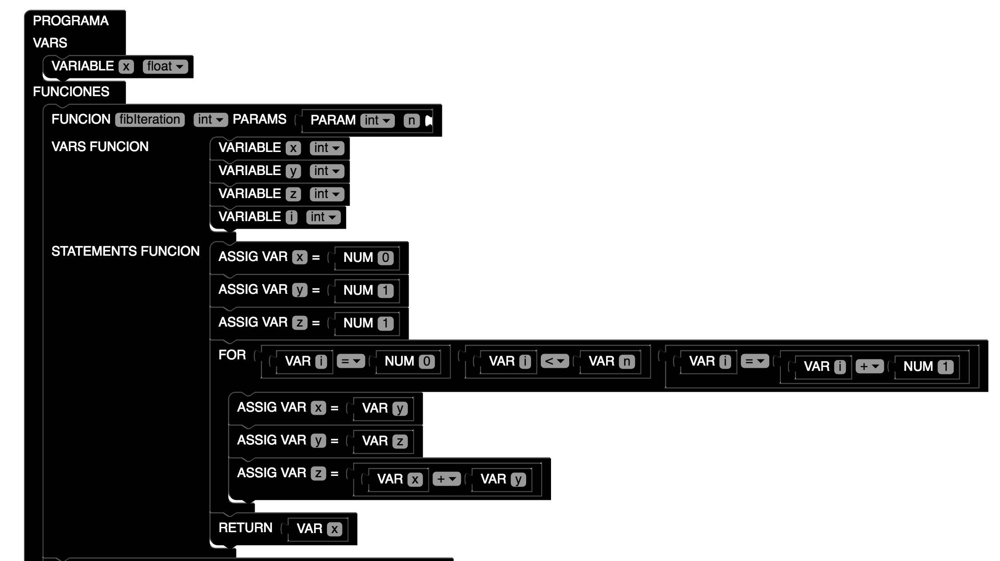 PROGRAMA
VARS
VARIABLE x float
FUNCIONES
FUNCION fibIteration int PARAMS PARAM int n
VARS FUNCION VARIABLE x int
VARIABLE y int
VARIABLE z int
VARIABLE i int
STATEMENTS FUNCION ASSIG VAR x = NUM 0
ASSIG VAR y = NUM 1
ASSIG VAR z = NUM 1
FOR VAR i = NUM 0 VAR i < VAR n VAR i = VAR i + NUM 1
ASSIG VAR x = VAR y
ASSIG VAR y = VAR z
ASSIG VAR z = VAR x + VAR y
RETURN VAR x